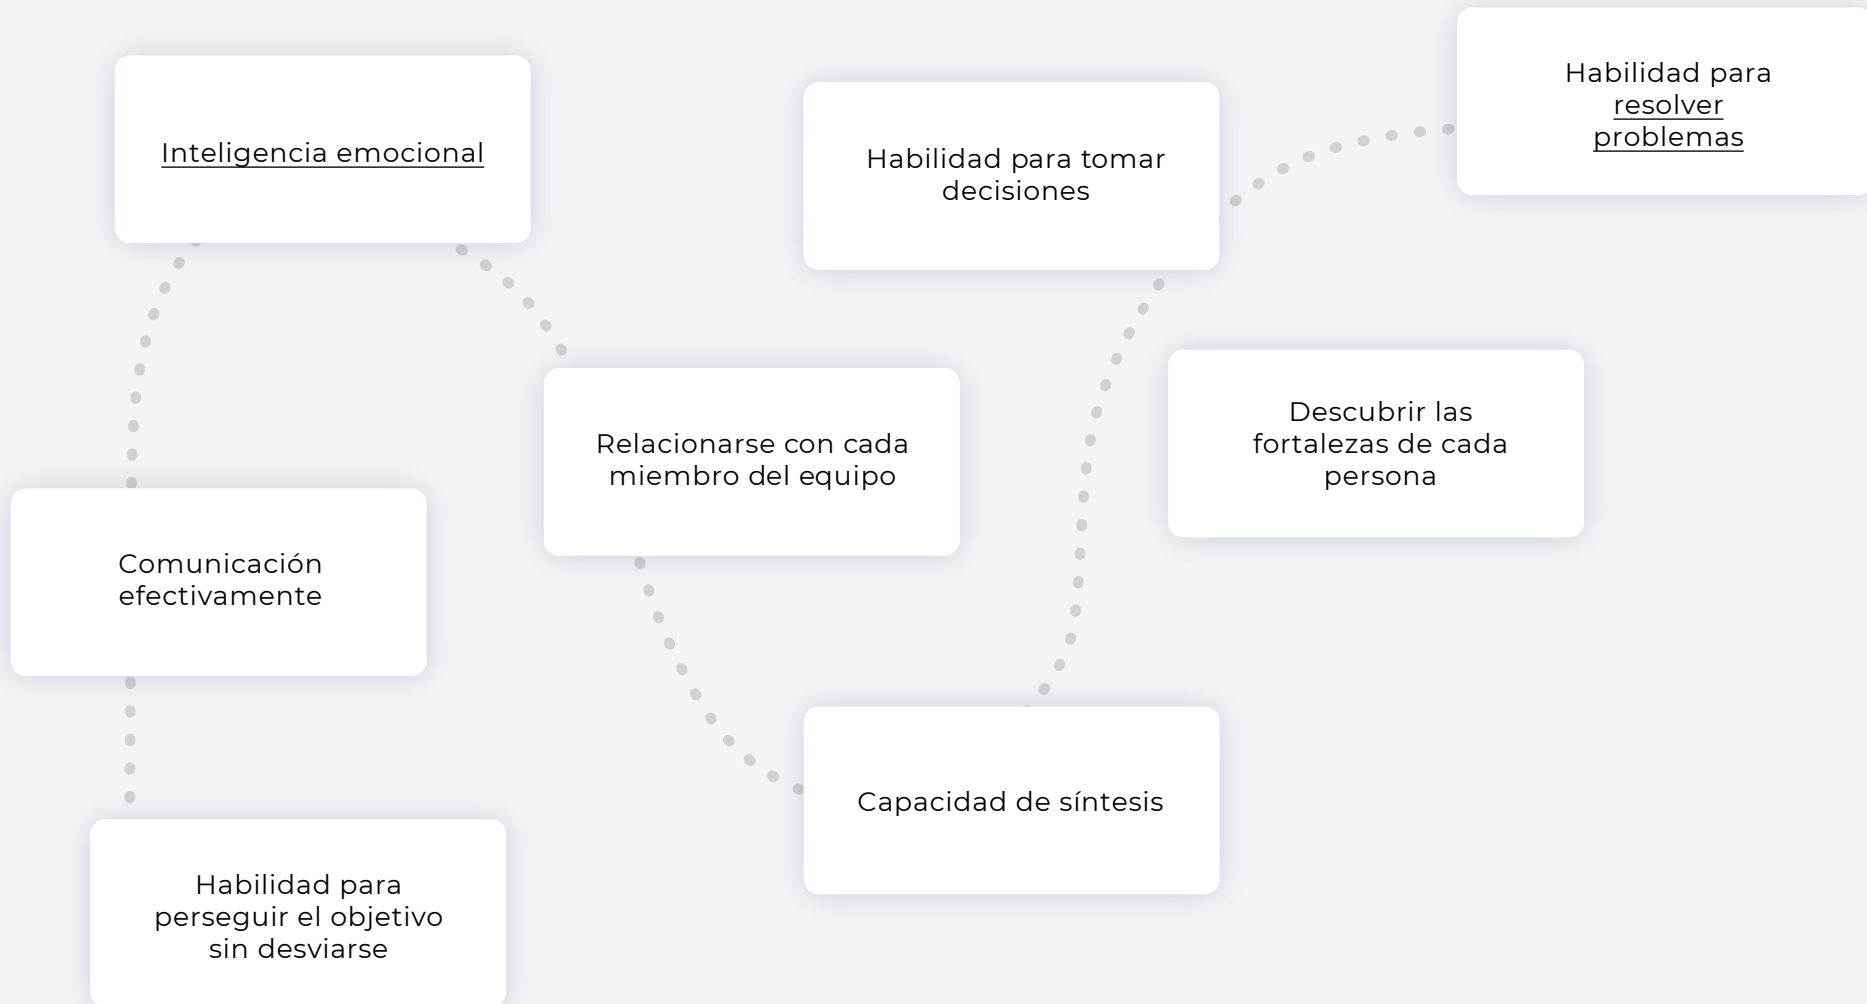 Inteligencia emocional
Habilidad para tomar
decisiones
Habilidad para
resolver
problemas
Relacionarse con cada
miembro del equipo
Descubrir las
fortalezas de cada
persona
Comunicación
efectivamente
Capacidad de síntesis
Habilidad para
perseguir el objetivo
sin desviarse